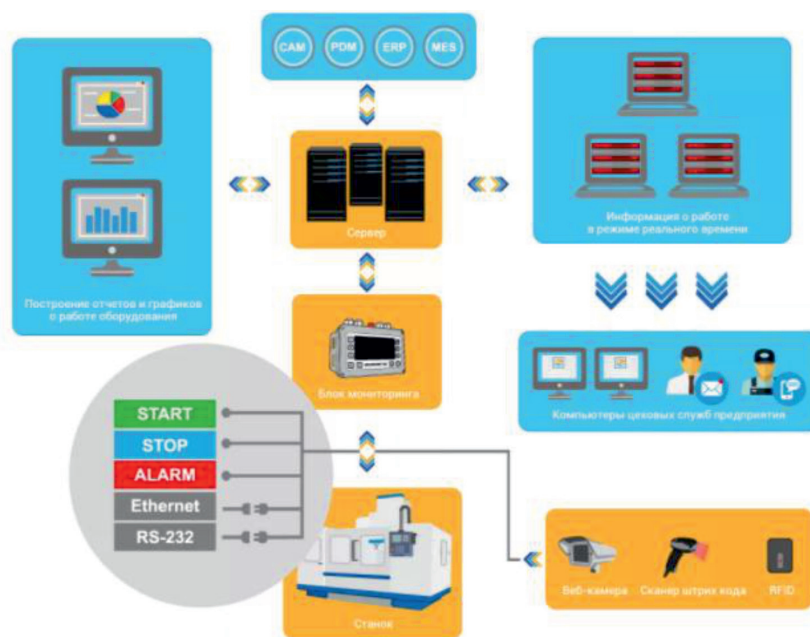 CAM PDM ERP MES
Сервер
Построение отчетов и графиков
о работе оборудования
Информация о работе
в режиме реального времени
Блок мониторинга
Компьютеры цеховых служб предприятия
START
STOP
ALARM
Ethernet
RS-232
Станок
Веб-камера Сканер штрих кода RFID